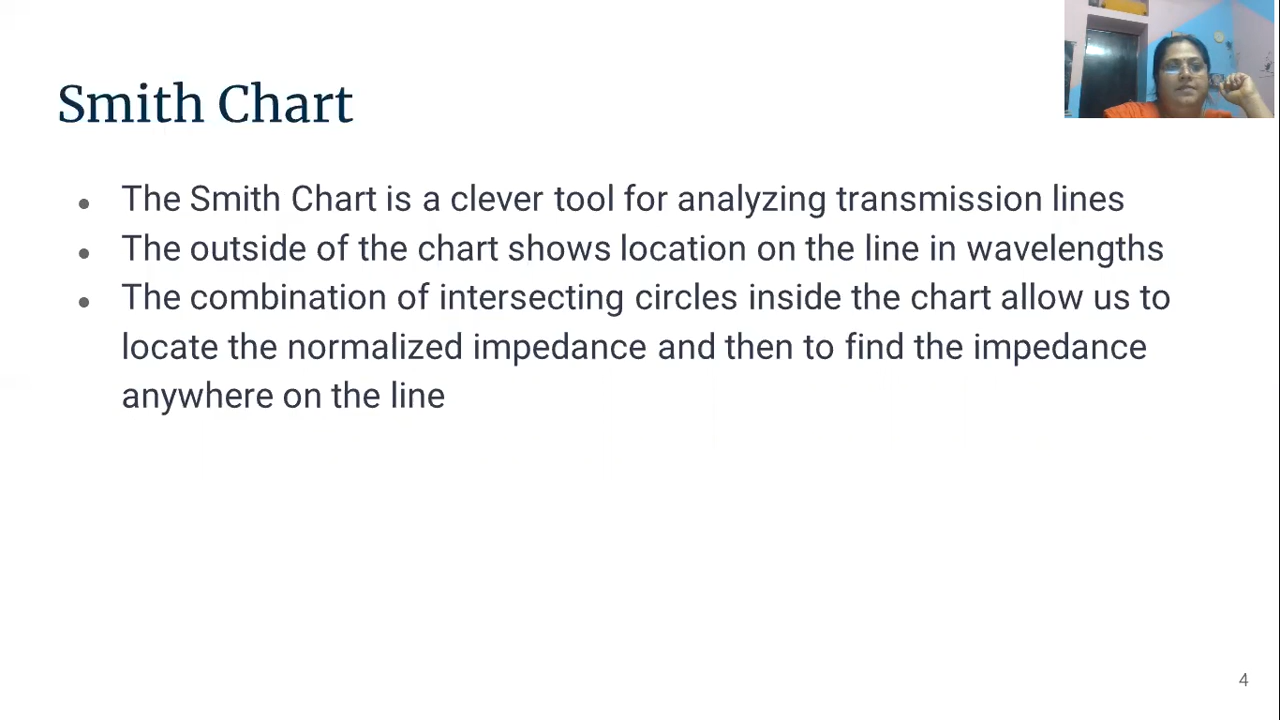 Smith Chart
● The Smith Chart is a clever tool for analyzing transmission lines
● The outside of the chart shows location on the line in wavelengths
● The combination of intersecting circles inside the chart allow us to
locate the normalized impedance and then to find the impedance
anywhere on the line
4